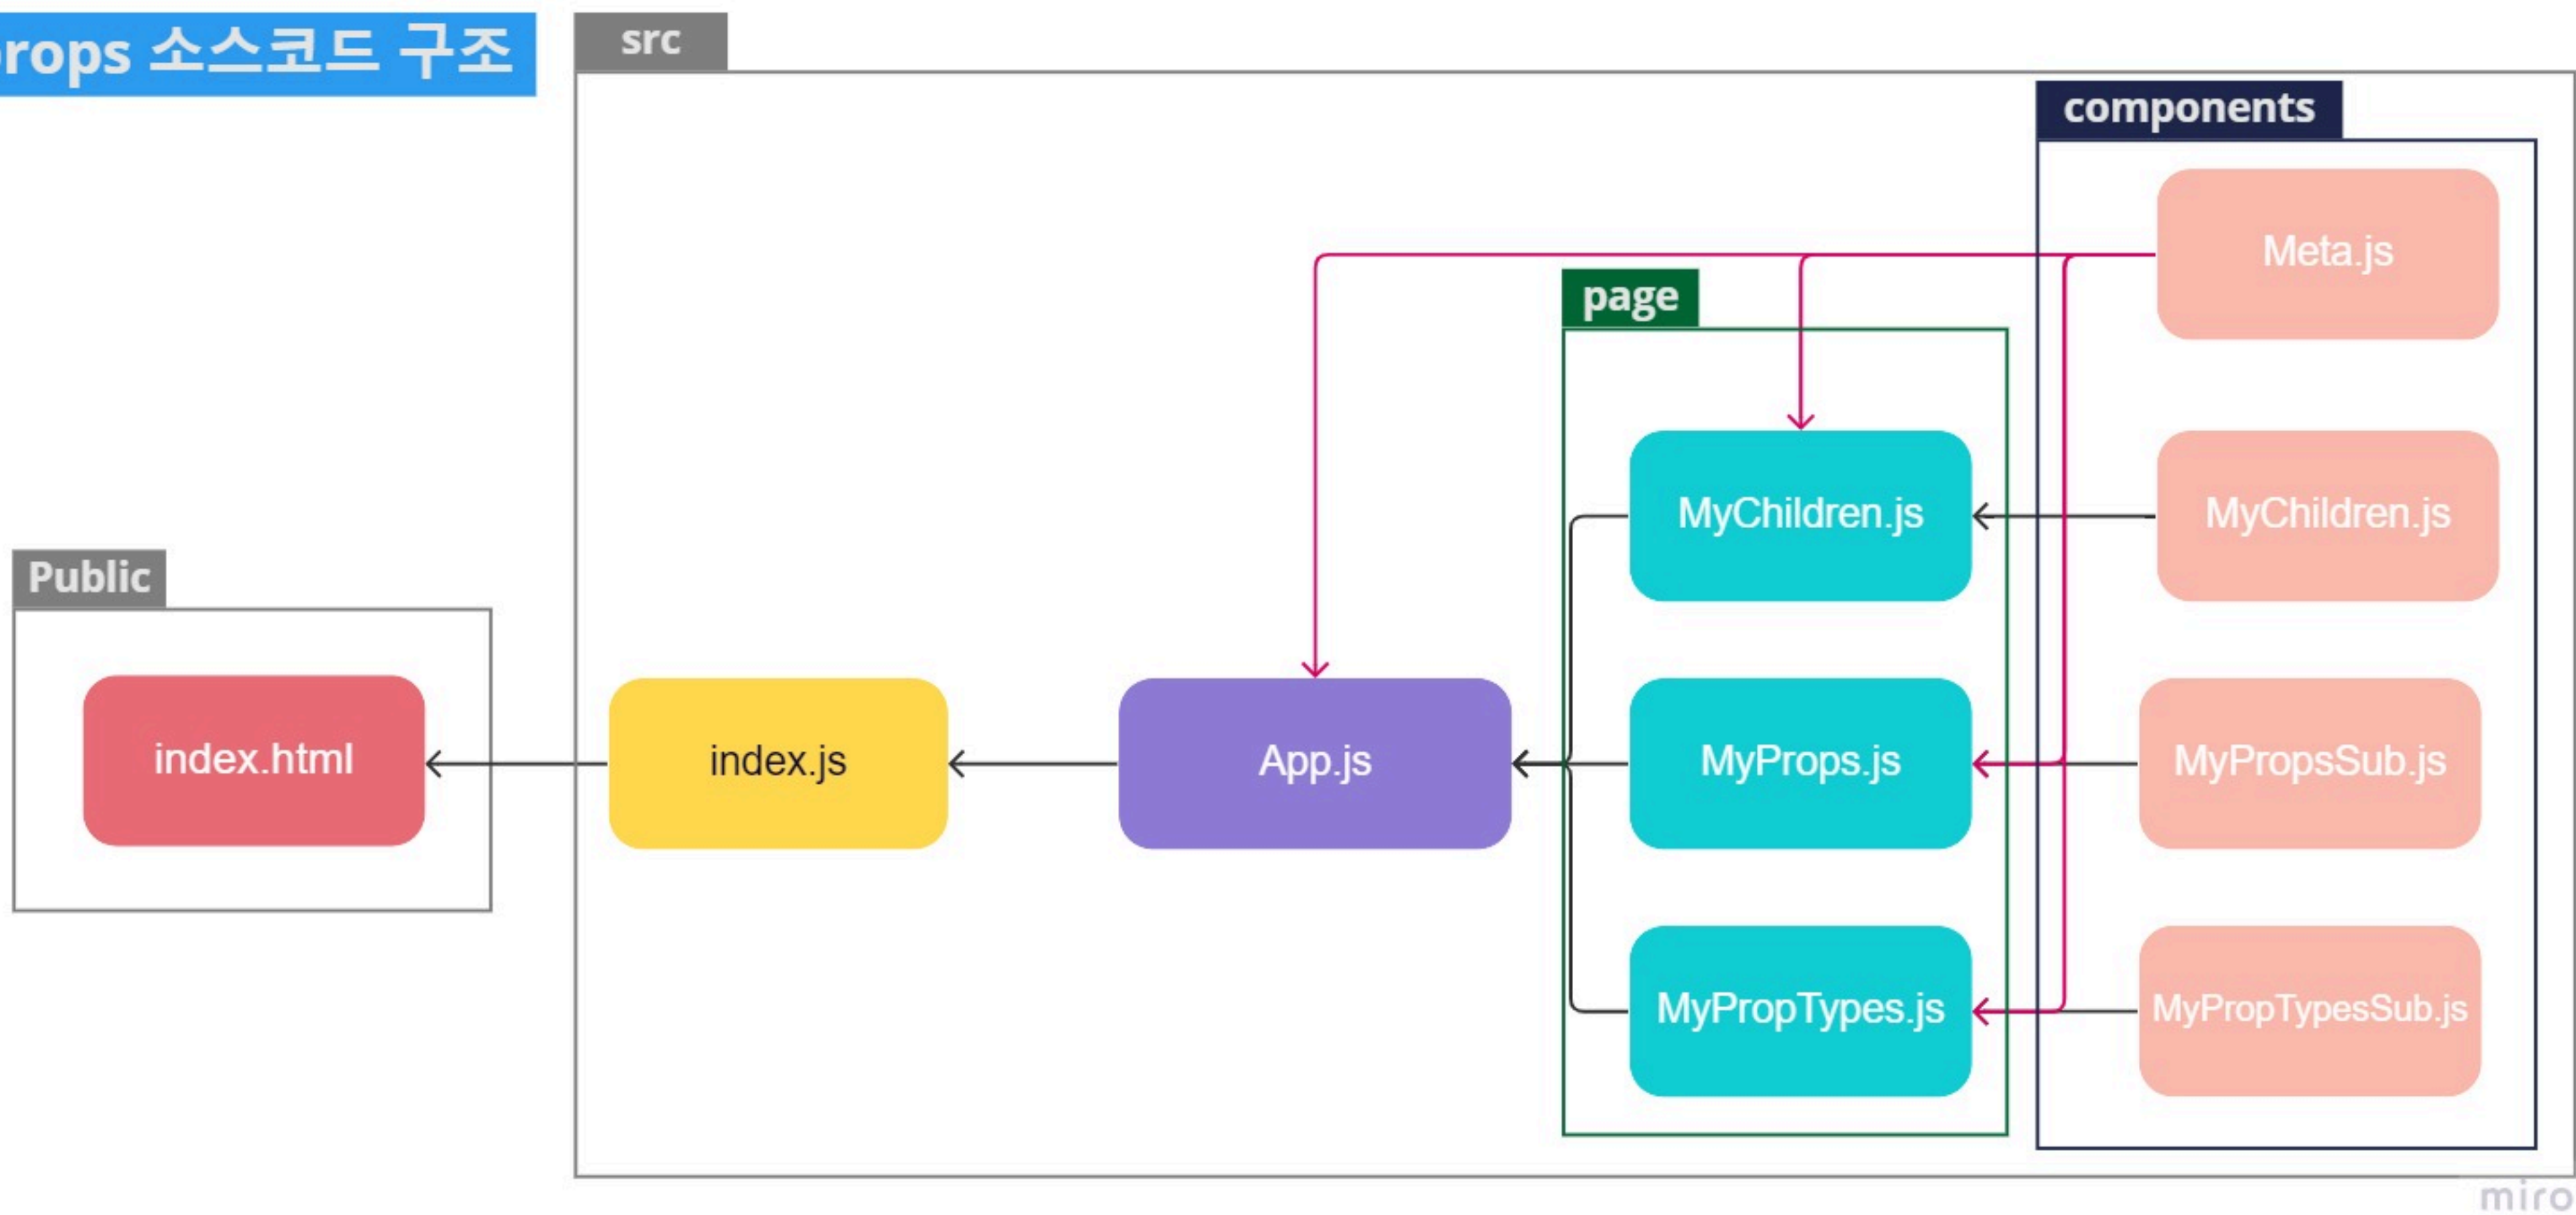 props 소스코드 구조
src
components
Meta.js
page
MyChildren.js
MyChildren.js
Public
index.html
index.js
App.js
MyProps.js
MyPropsSub.js
MyPropTypes.js
MyPropTypesSub.js
miro